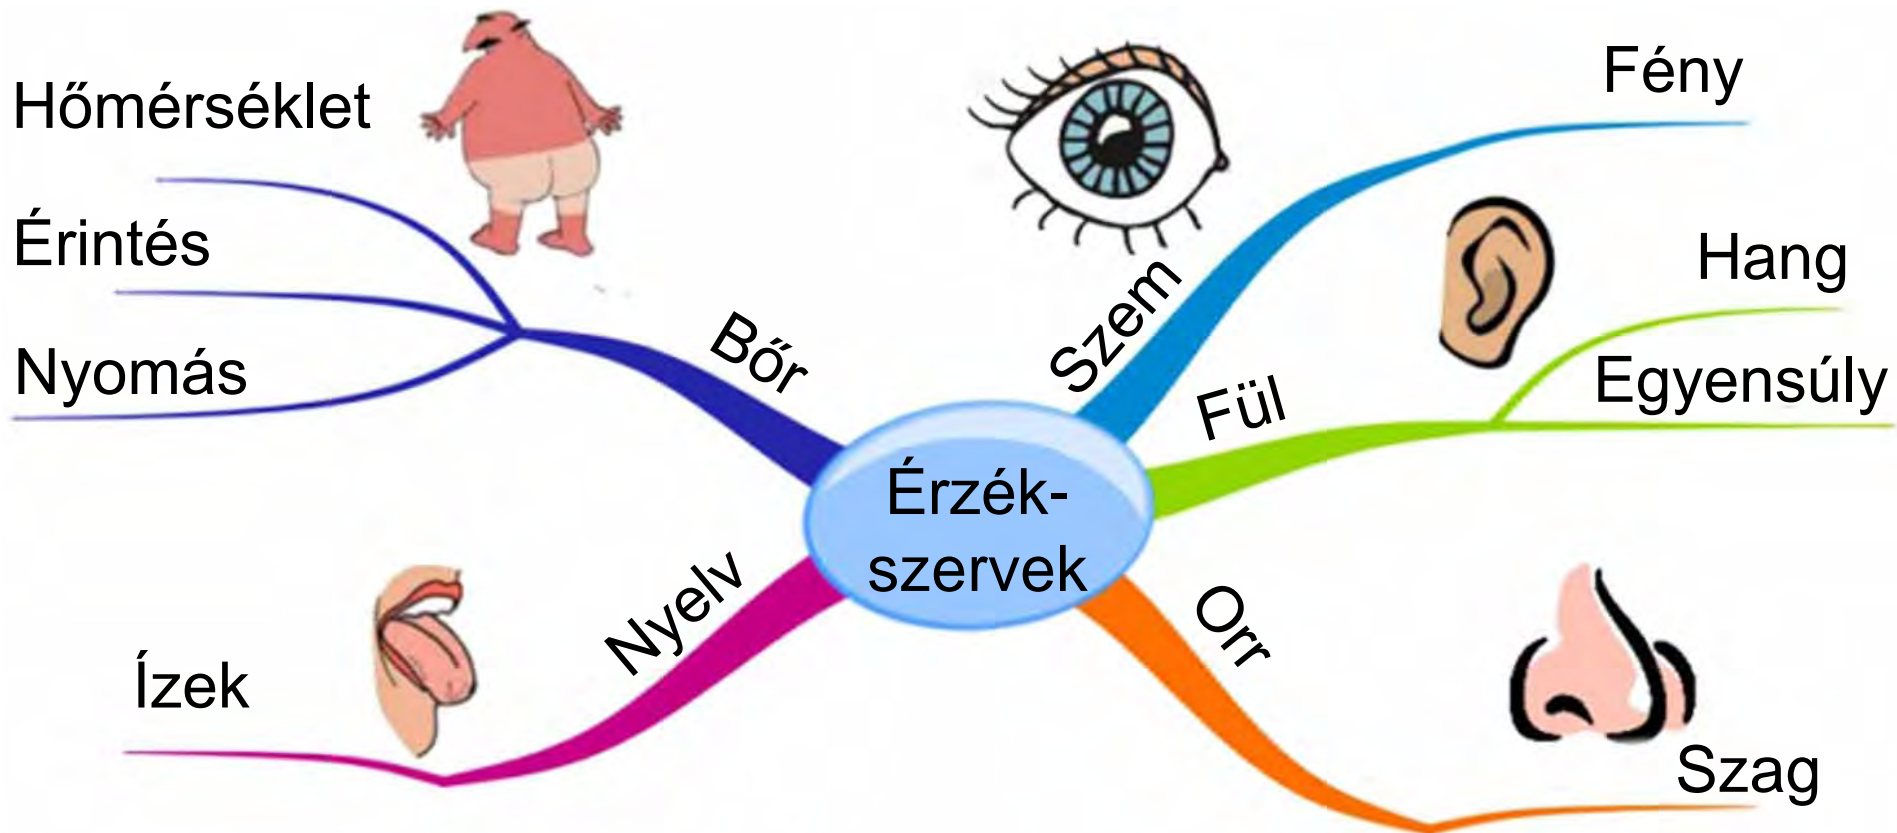 Hőmérséklet
Érintés
Nyomás
Bőr
Szem
Fény
Fül
Hang
Egyensúly
Érzék-
szervek
Nyelv
Ízek
Orr
Szag